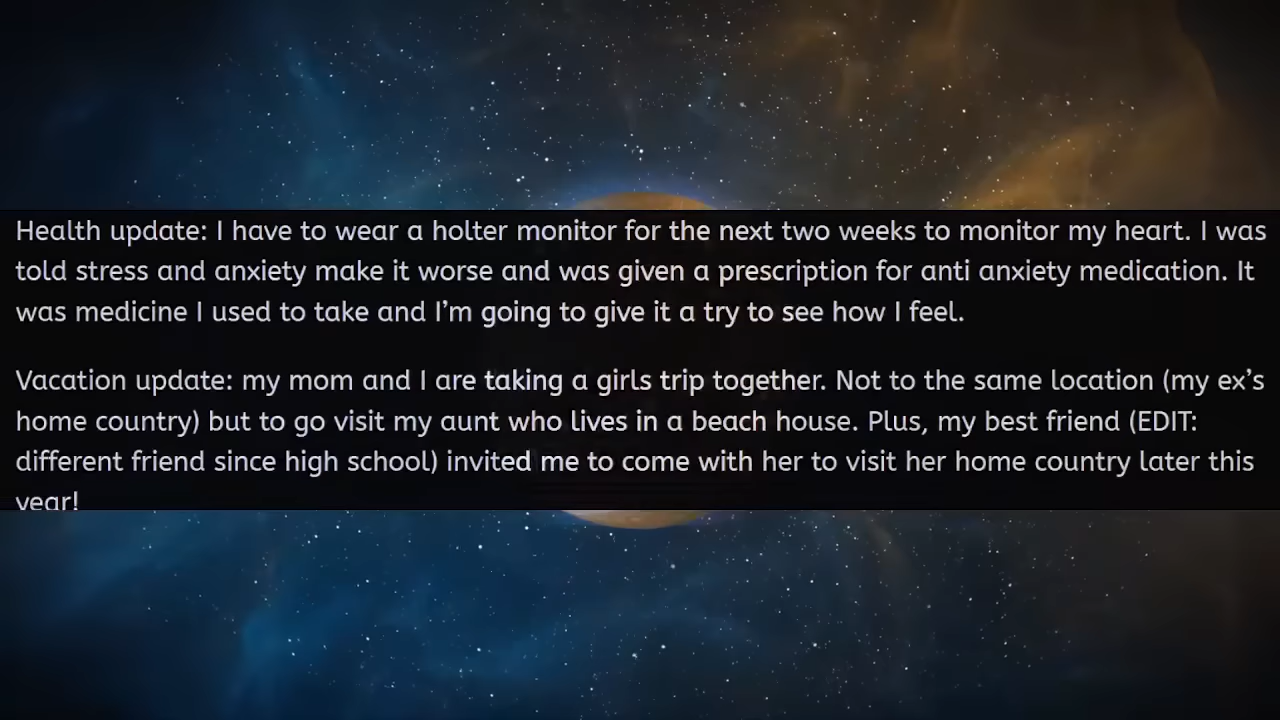 Health update: I have to wear a holter monitor for the next two weeks to monitor my heart. I was
told stress and anxiety make it worse and was given a prescription for anti anxiety medication. It
was medicine I used to take and I’m going to give it a try to see how I feel.
Vacation update: my mom and I are taking a girls trip together. Not to the same location (my ex’s
home country) but to go visit my aunt who lives in a beach house. Plus, my best friend (EDIT:
different friend since high school) invited me to come with her to visit her home country later this
year!